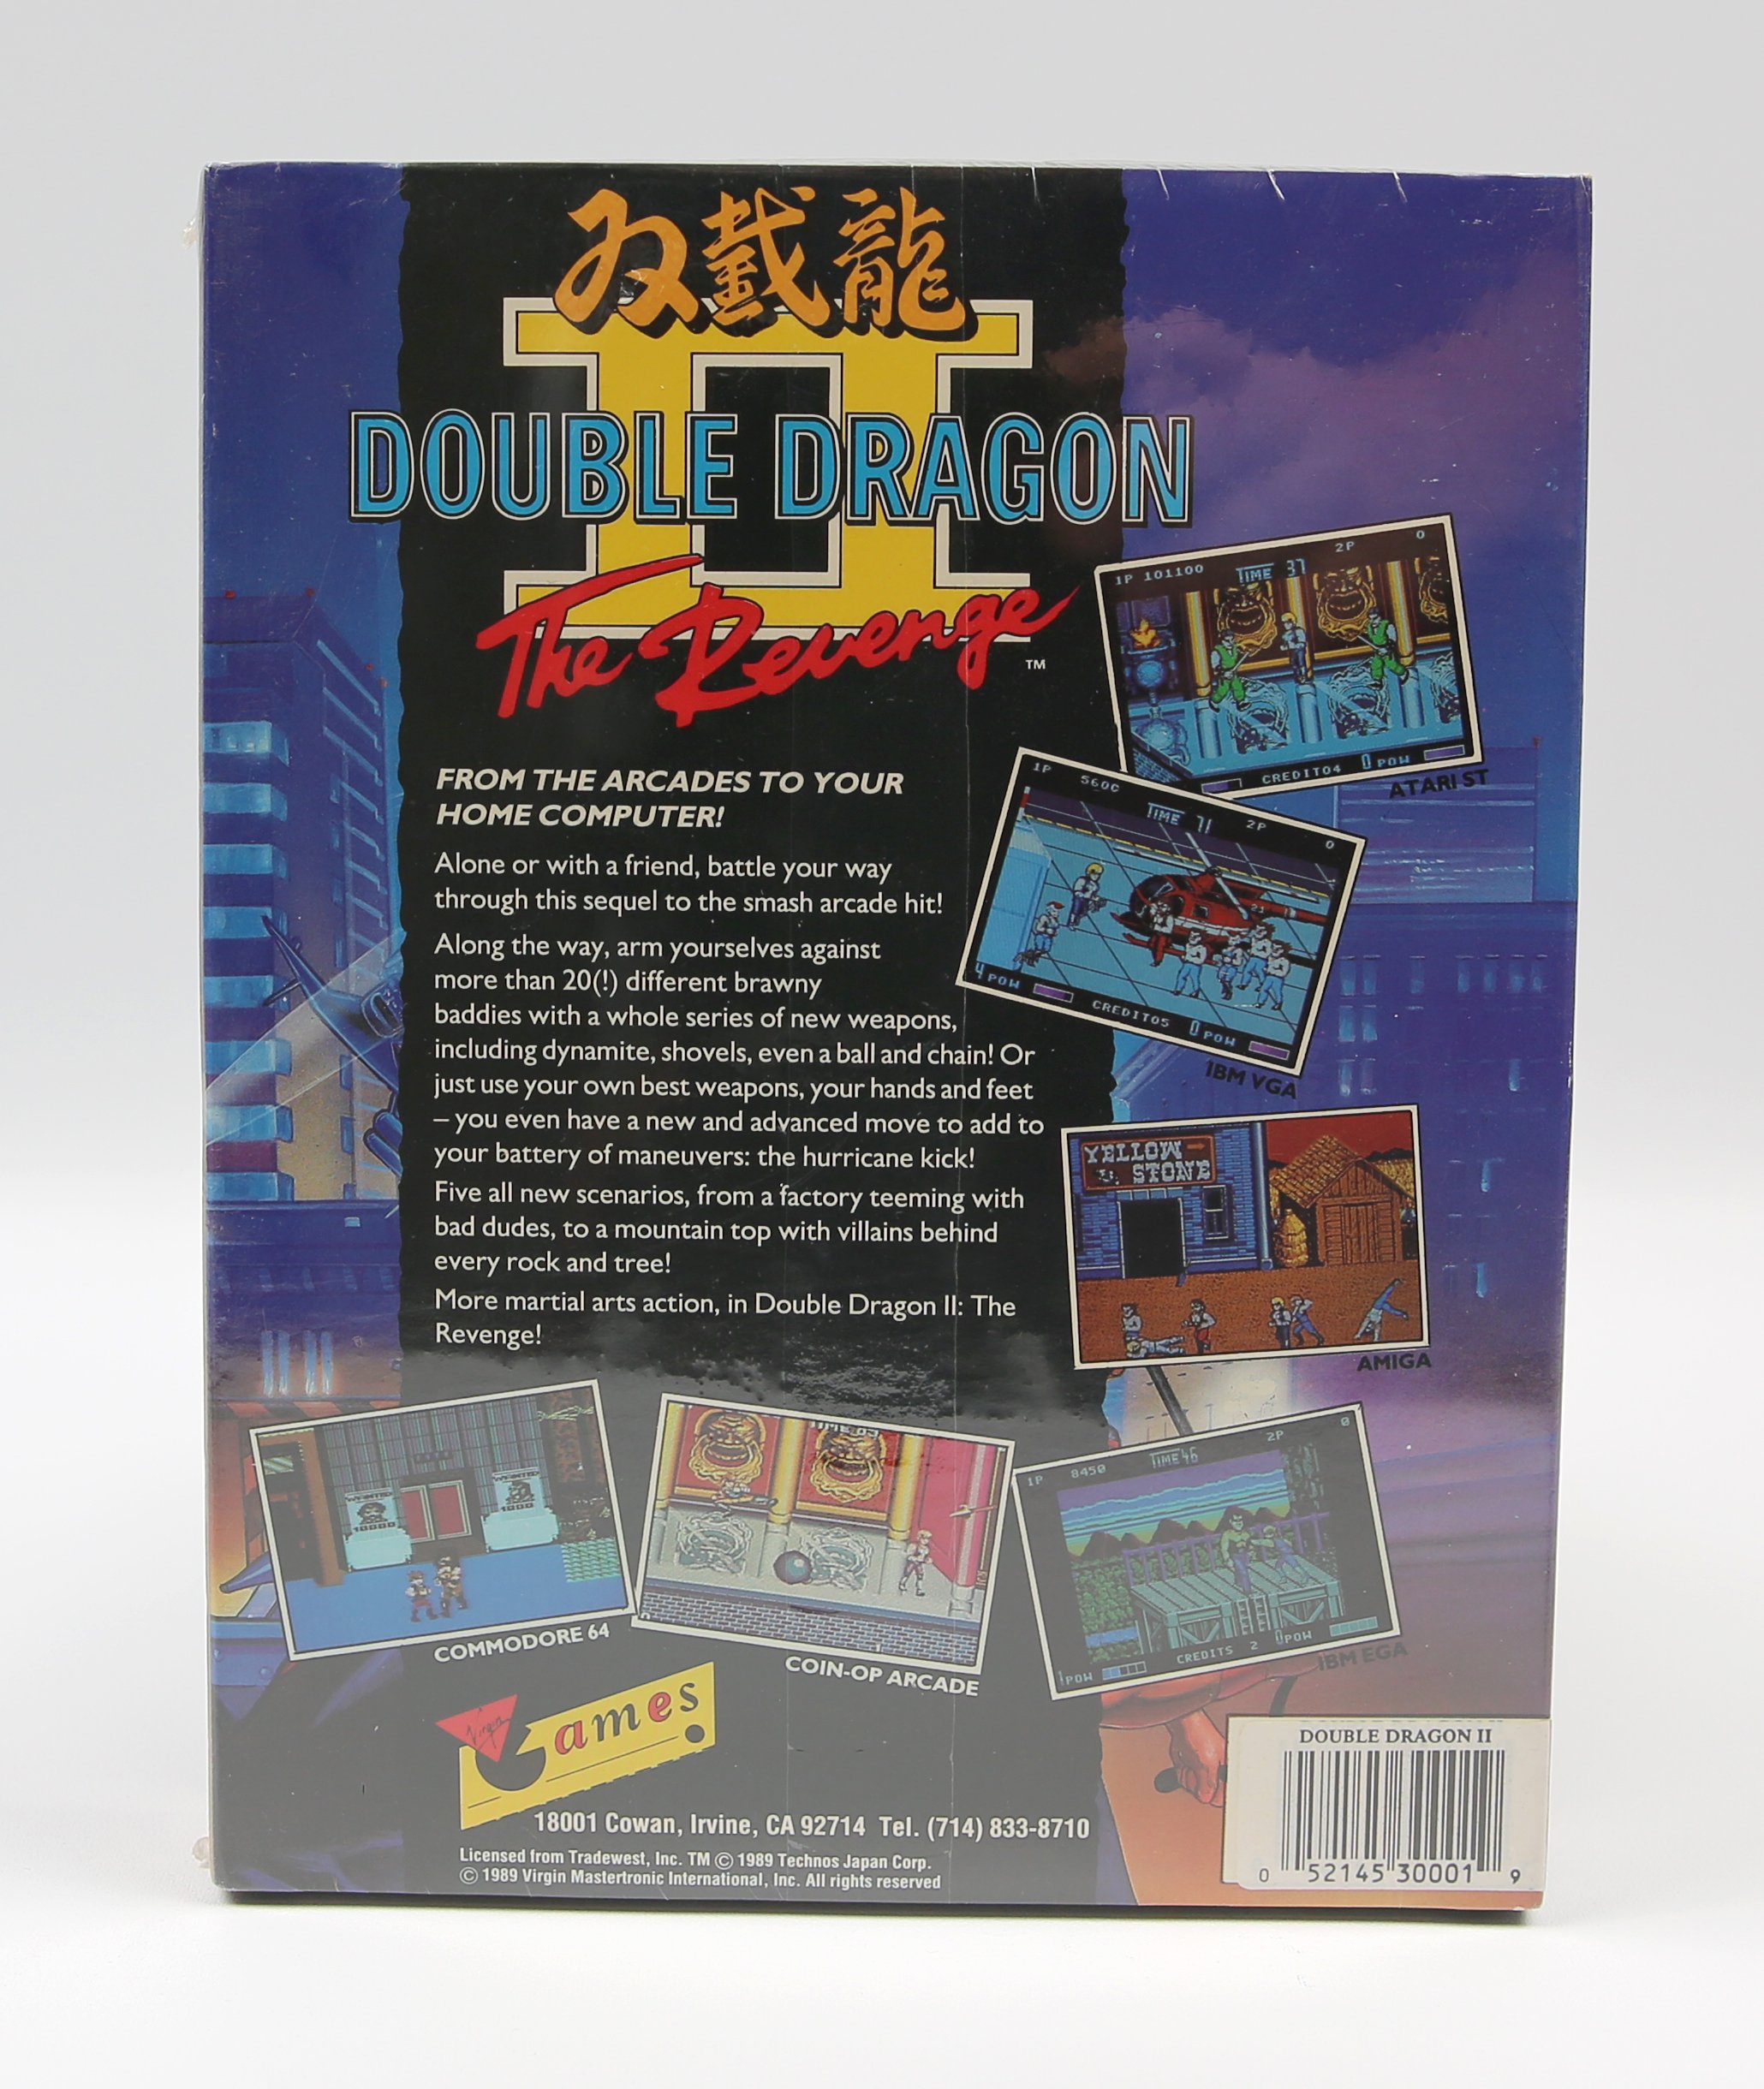 双截龍
II
DOUBLE DRAGON
The Revenge
TM
FROM THE ARCADES TO YOUR
HOME COMPUTER!
Alone or with a friend, battle your way
through this sequel to the smash arcade hit!
Along the way, arm yourselves against
more than 20(!) different brawny
baddies with a whole series of new weapons,
including dynamite, shovels, even a ball and chain! Or
just use your own best weapons, your hands and feet
– you even have a new and advanced move to add to
your battery of maneuvers: the hurricane kick!
Five all new scenarios, from a factory teeming with
bad dudes, to a mountain top with villains behind
every rock and tree!
More martial arts action, in Double Dragon II: The
Revenge!
1P 101100 TIME 37 2P 0
CREDIT04 0 POW
ATARI ST
1P 5600 TIME 71 2P 0
4 POW CREDIT05 0 POW
IBM VGA
YELLOW
STONE
AMIGA
WANTED
10000
1000
COMMODORE 64
COIN-OP ARCADE
1P 8450 TIME 46 2P 0
1 POW CREDITS 2 0 POW
IBM EGA
Virgin Games
18001 Cowan, Irvine, CA 92714 Tel. (714) 833-8710
Licensed from Tradewest, Inc. TM © 1989 Technos Japan Corp.
© 1989 Virgin Mastertronic International, Inc. All rights reserved
DOUBLE DRAGON II
0 52145 30001 9